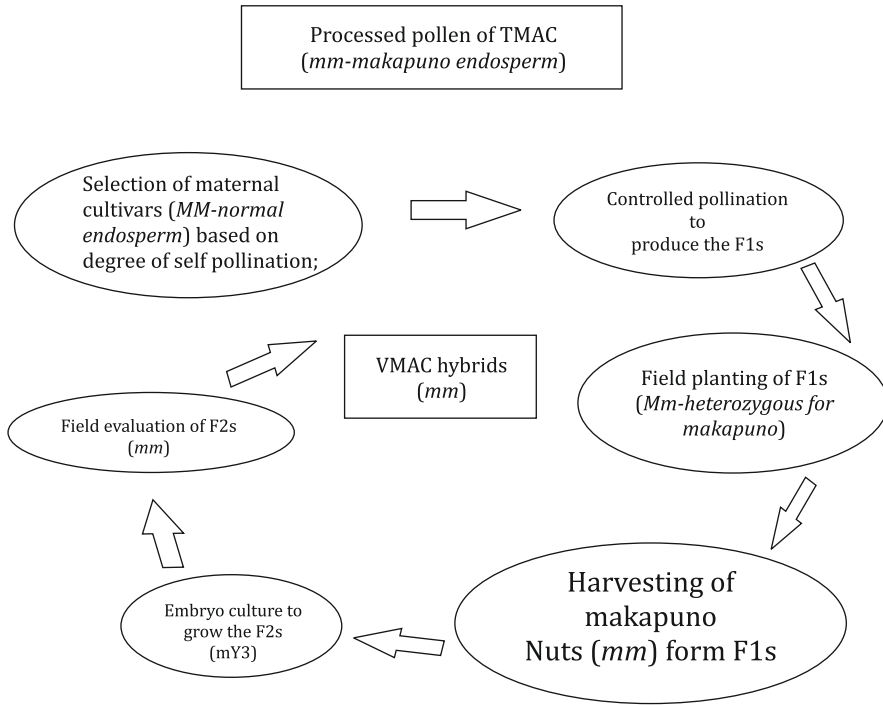 Processed pollen of TMAC
(mm-makapuno endosperm)
Selection of maternal
cultivars (MM-normal
endosperm) based on
degree of self pollination;
Controlled pollination
to
produce the F1s
VMAC hybrids
(mm)
Field planting of F1s
(Mm-heterozygous for
makapuno)
Field evaluation of F2s
(mm)
Harvesting of
makapuno
Nuts (mm) form F1s
Embryo culture to
grow the F2s
(mY3)